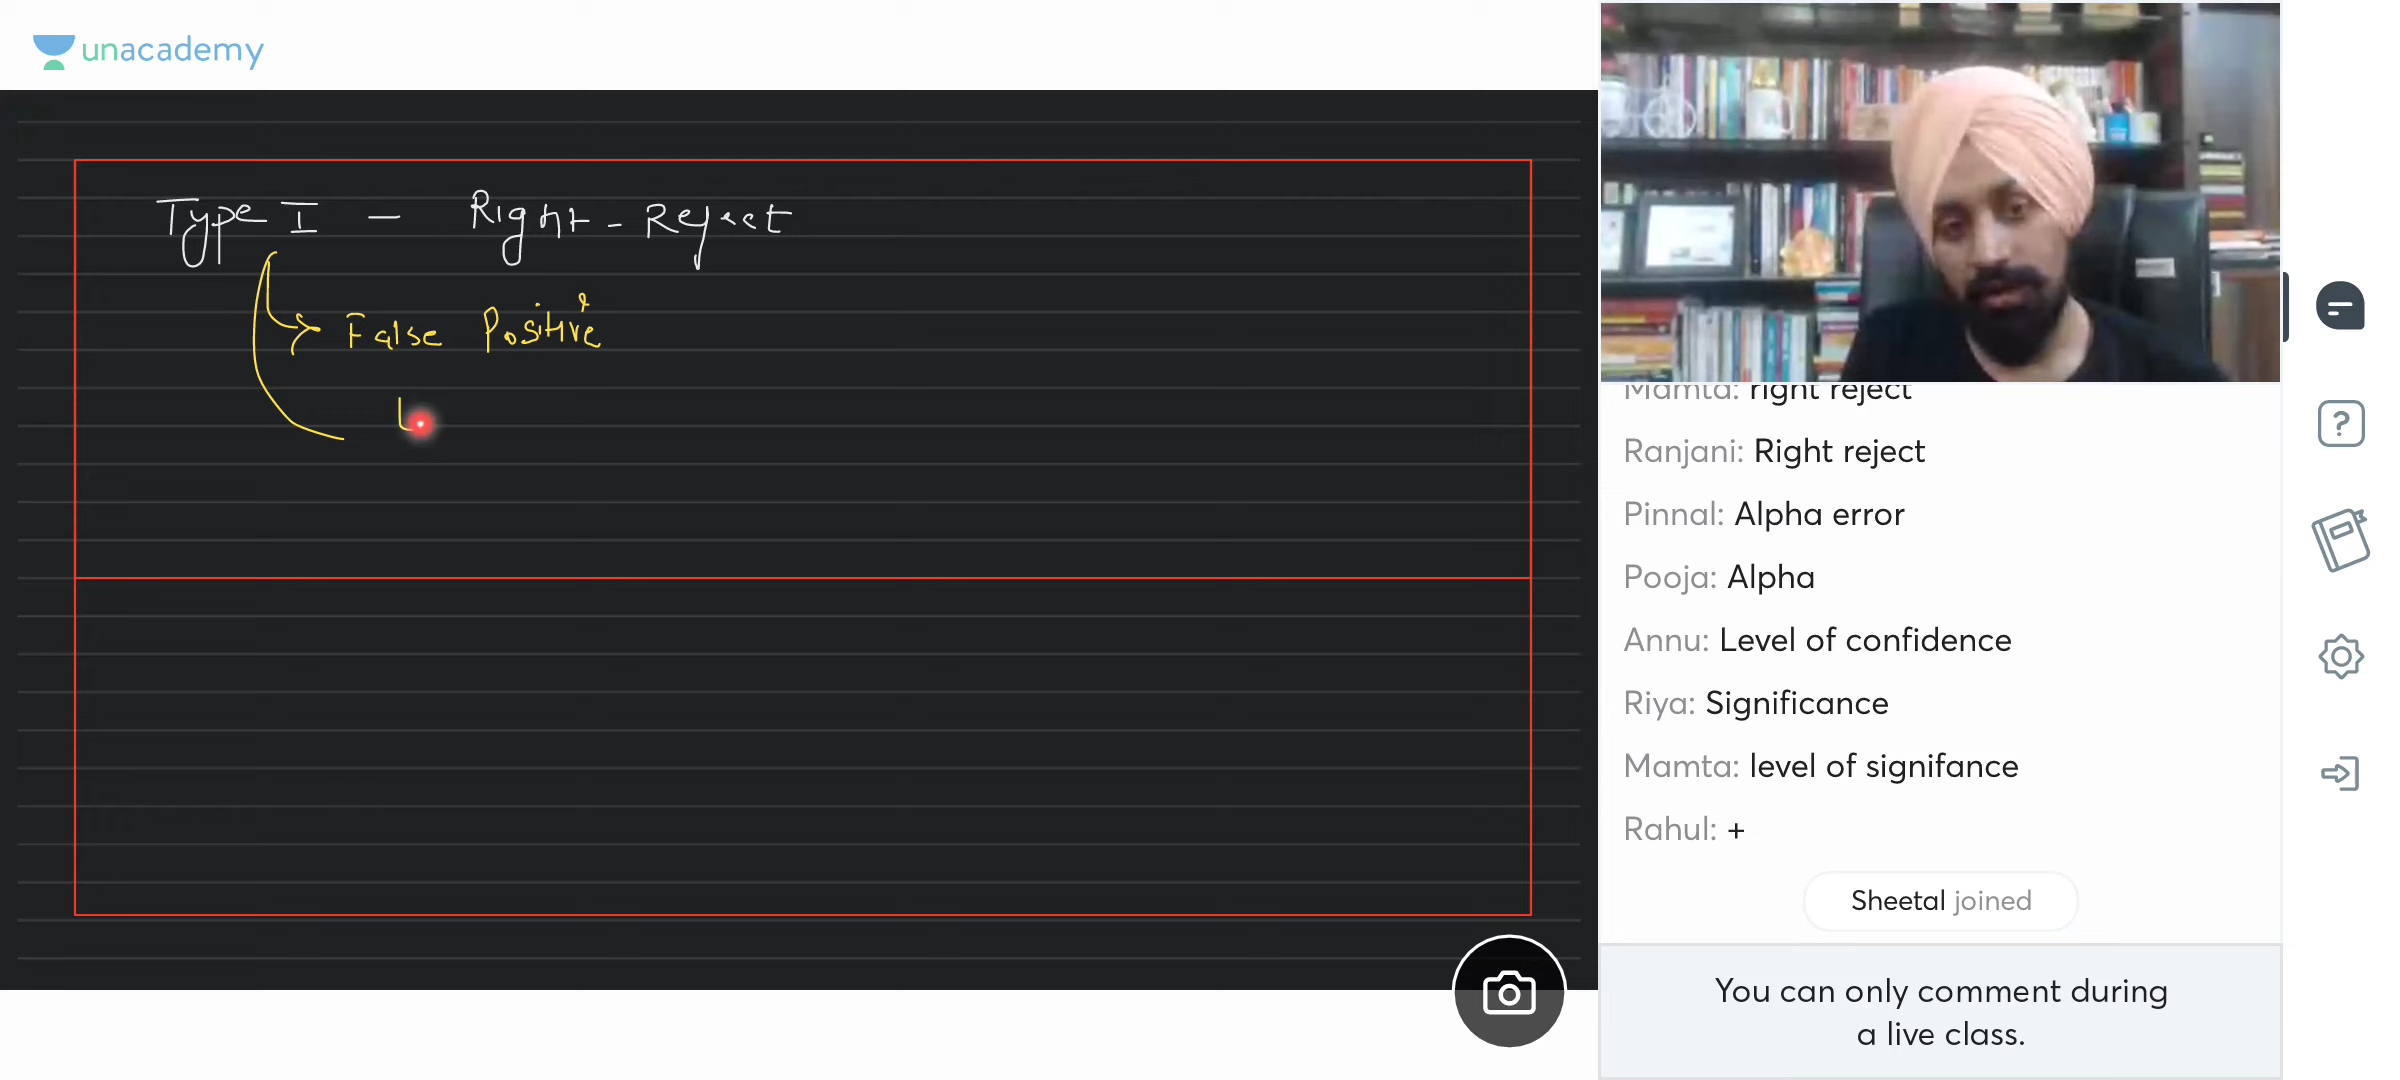 unacademy
Type I - Right - Reject
False Positive
Mamta: right reject
Ranjani: Right reject
Pinnal: Alpha error
Pooja: Alpha
Annu: Level of confidence
Riya: Significance
Mamta: level of signifance
Rahul: +
Sheetal joined
You can only comment during
a live class.